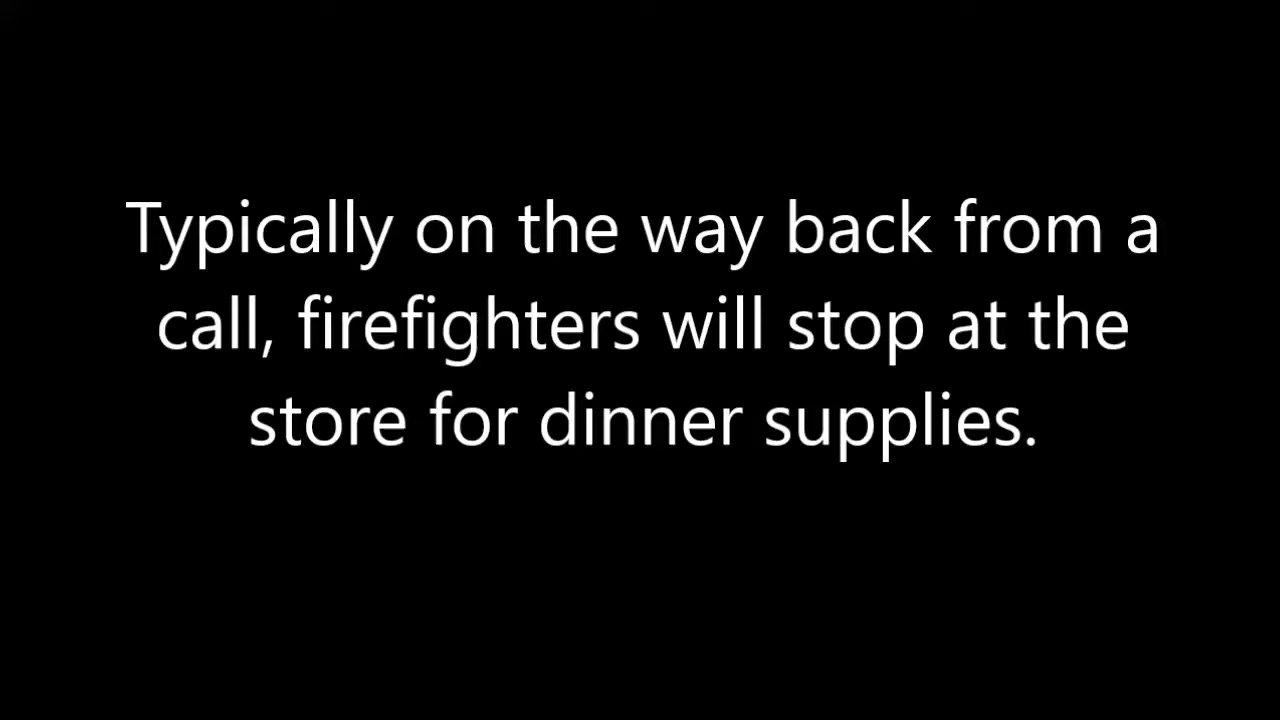 Typically on the way back from a
call, firefighters will stop at the
store for dinner supplies.